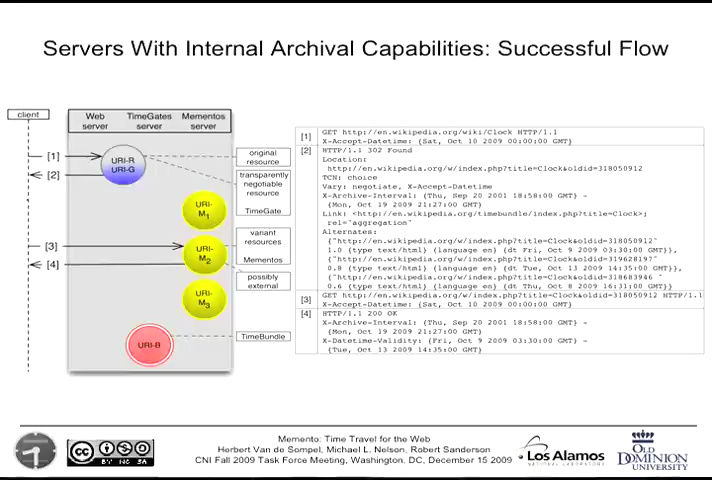 Servers With Internal Archival Capabilities: Successful Flow
client
Web server
TimeGates server
Mementos server
[1]
[2]
[3]
[4]
URI-R
URI-G
URI-
M1
URI-
M2
URI-
M3
URI-B
original
resource
transparently
negotiable
resource
TimeGate
variant
resources
Mementos
possibly
external
TimeBundle
[1] GET http://en.wikipedia.org/wiki/Clock HTTP/1.1
X-Accept-Datetime: {Sat, Oct 10 2009 00:00:00 GMT}
[2] HTTP/1.1 302 Found
Location:
http://en.wikipedia.org/w/index.php?title=Clock&oldid=318050912
TCN: choice
Vary: negotiate, X-Accept-Datetime
X-Archive-Interval: {Thu, Sep 20 2001 18:58:00 GMT} -
{Mon, Oct 19 2009 21:27:00 GMT}
Link: <http://en.wikipedia.org/timebundle/index.php?title=Clock>;
rel="aggregation"
Alternates:
{"http://en.wikipedia.org/w/index.php?title=Clock&oldid=318050912"
1.0 {type text/html} {language en} {dt Fri, Oct 9 2009 03:30:00 GMT}},
{"http://en.wikipedia.org/w/index.php?title=Clock&oldid=319628197"
0.8 {type text/html} {language en} {dt Tue, Oct 13 2009 14:35:00 GMT}},
{"http://en.wikipedia.org/w/index.php?title=Clock&oldid=318683946 "
0.6 {type text/html} {language en} {dt Thu, Oct 8 2009 16:31:00 GMT}}
[3] GET http://en.wikipedia.org/w/index.php?title=Clock&oldid=318050912 HTTP/1.1
X-Accept-Datetime: {Sat, Oct 10 2009 00:00:00 GMT}
[4] HTTP/1.1 200 OK
X-Archive-Interval: {Thu, Sep 20 2001 18:58:00 GMT} -
{Mon, Oct 19 2009 21:27:00 GMT}
X-Datetime-Validity: {Fri, Oct 9 2009 03:30:00 GMT} -
{Tue, Oct 13 2009 14:35:00 GMT}
Memento: Time Travel for the Web
Herbert Van de Sompel, Michael L. Nelson, Robert Sanderson
CNI Fall 2009 Task Force Meeting, Washington, DC, December 15 2009
cc BY NC SA
Los Alamos
NATIONAL LABORATORY
OLD
DOMINION
UNIVERSITY